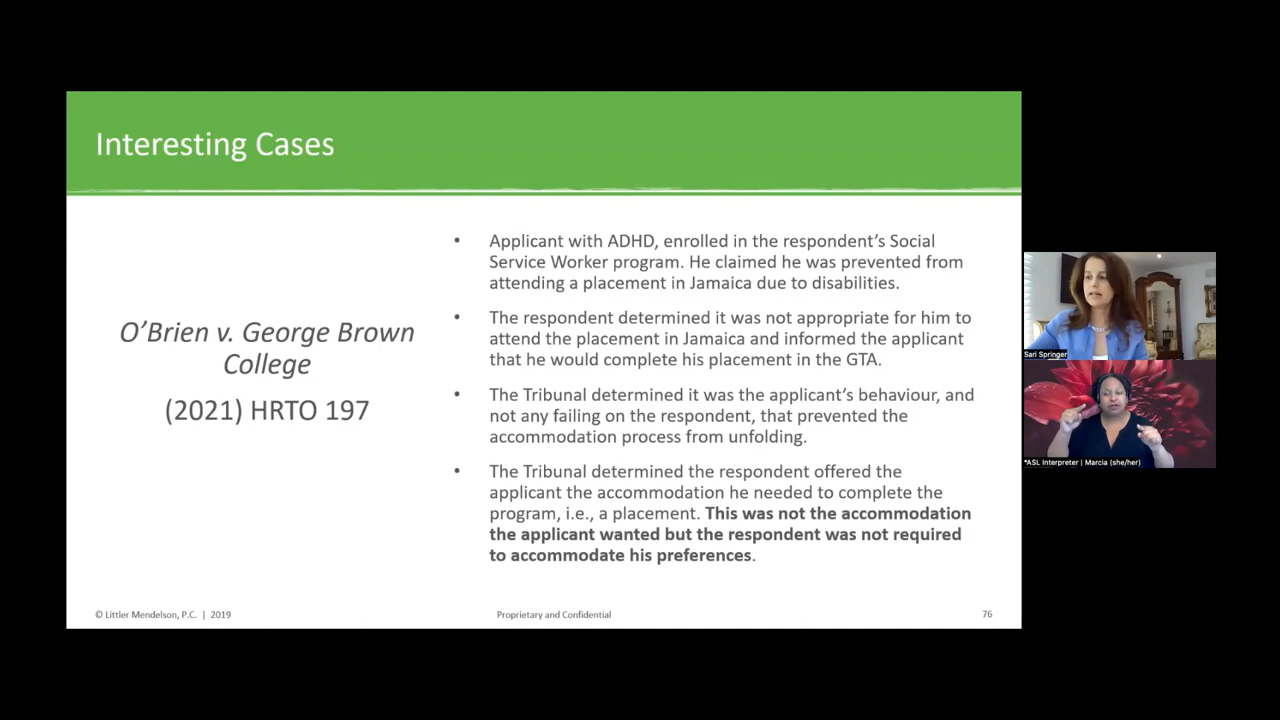 Interesting Cases
O’Brien v. George Brown
College
(2021) HRTO 197
• Applicant with ADHD, enrolled in the respondent’s Social
Service Worker program. He claimed he was prevented from
attending a placement in Jamaica due to disabilities.
• The respondent determined it was not appropriate for him to
attend the placement in Jamaica and informed the applicant
that he would complete his placement in the GTA.
• The Tribunal determined it was the applicant’s behaviour, and
not any failing on the respondent, that prevented the
accommodation process from unfolding.
• The Tribunal determined the respondent offered the
applicant the accommodation he needed to complete the
program, i.e., a placement. This was not the accommodation
the applicant wanted but the respondent was not required
to accommodate his preferences.
© Littler Mendelson, P.C. | 2019
Proprietary and Confidential
76
Sari Springer
*ASL Interpreter | Marcia (she/her)